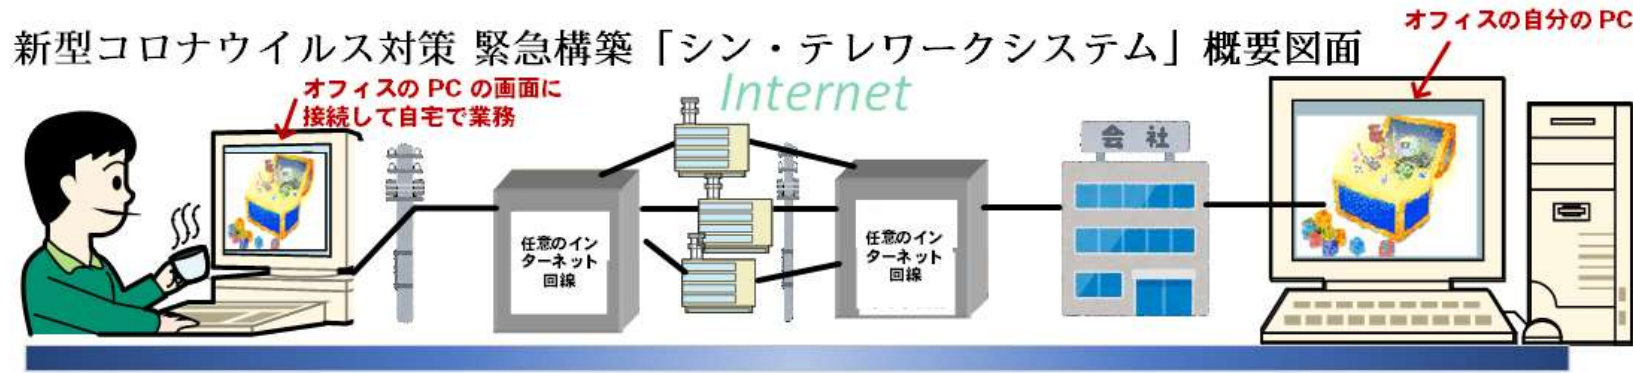 オフィスの自分の PC
新型コロナウイルス対策 緊急構築「シン・テレワークシステム」概要図面
オフィスの PC の画面に
接続して自宅で業務
Internet
会社
任意のイン
ターネット
回線
任意のイン
ターネット
回線